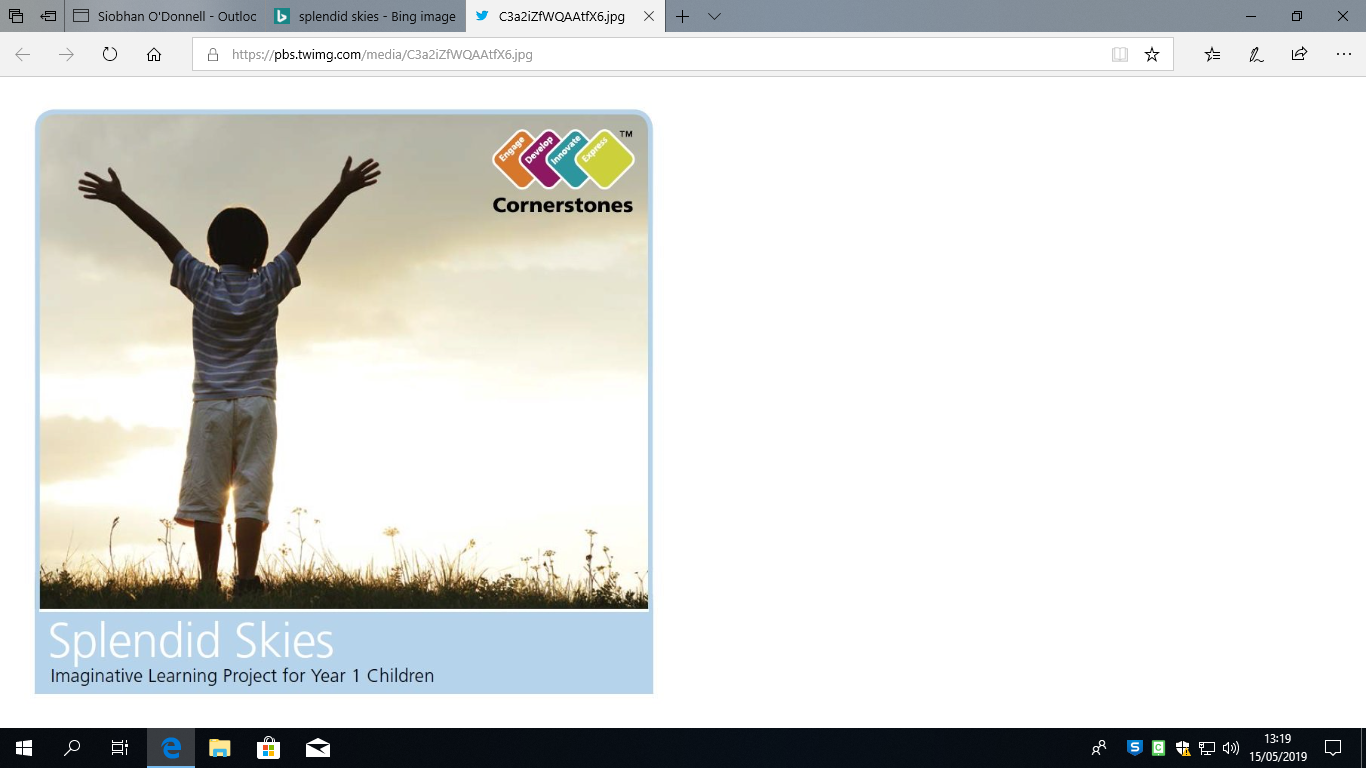 Siobhan O'Donnell - Outloo
splendid skies - Bing image
C3a2iZfWQAAtfX6.jpg
https://pbs.twimg.com/media/C3a2iZfWQAAtfX6.jpg
Engage
Develop
Innovate
Express
TM
Cornerstones
Splendid Skies
Imaginative Learning Project for Year 1 Children
13:19
15/05/2019